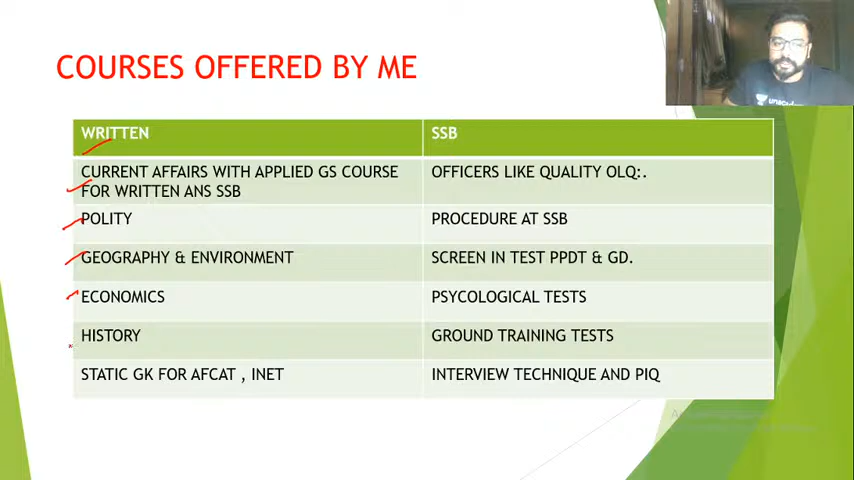 COURSES OFFERED BY ME
WRITTEN
SSB
CURRENT AFFAIRS WITH APPLIED GS COURSE
FOR WRITTEN ANS SSB
OFFICERS LIKE QUALITY OLQ:.
POLITY
PROCEDURE AT SSB
GEOGRAPHY & ENVIRONMENT
SCREEN IN TEST PPDT & GD.
ECONOMICS
PSYCOLOGICAL TESTS
HISTORY
GROUND TRAINING TESTS
STATIC GK FOR AFCAT , INET
INTERVIEW TECHNIQUE AND PIQ